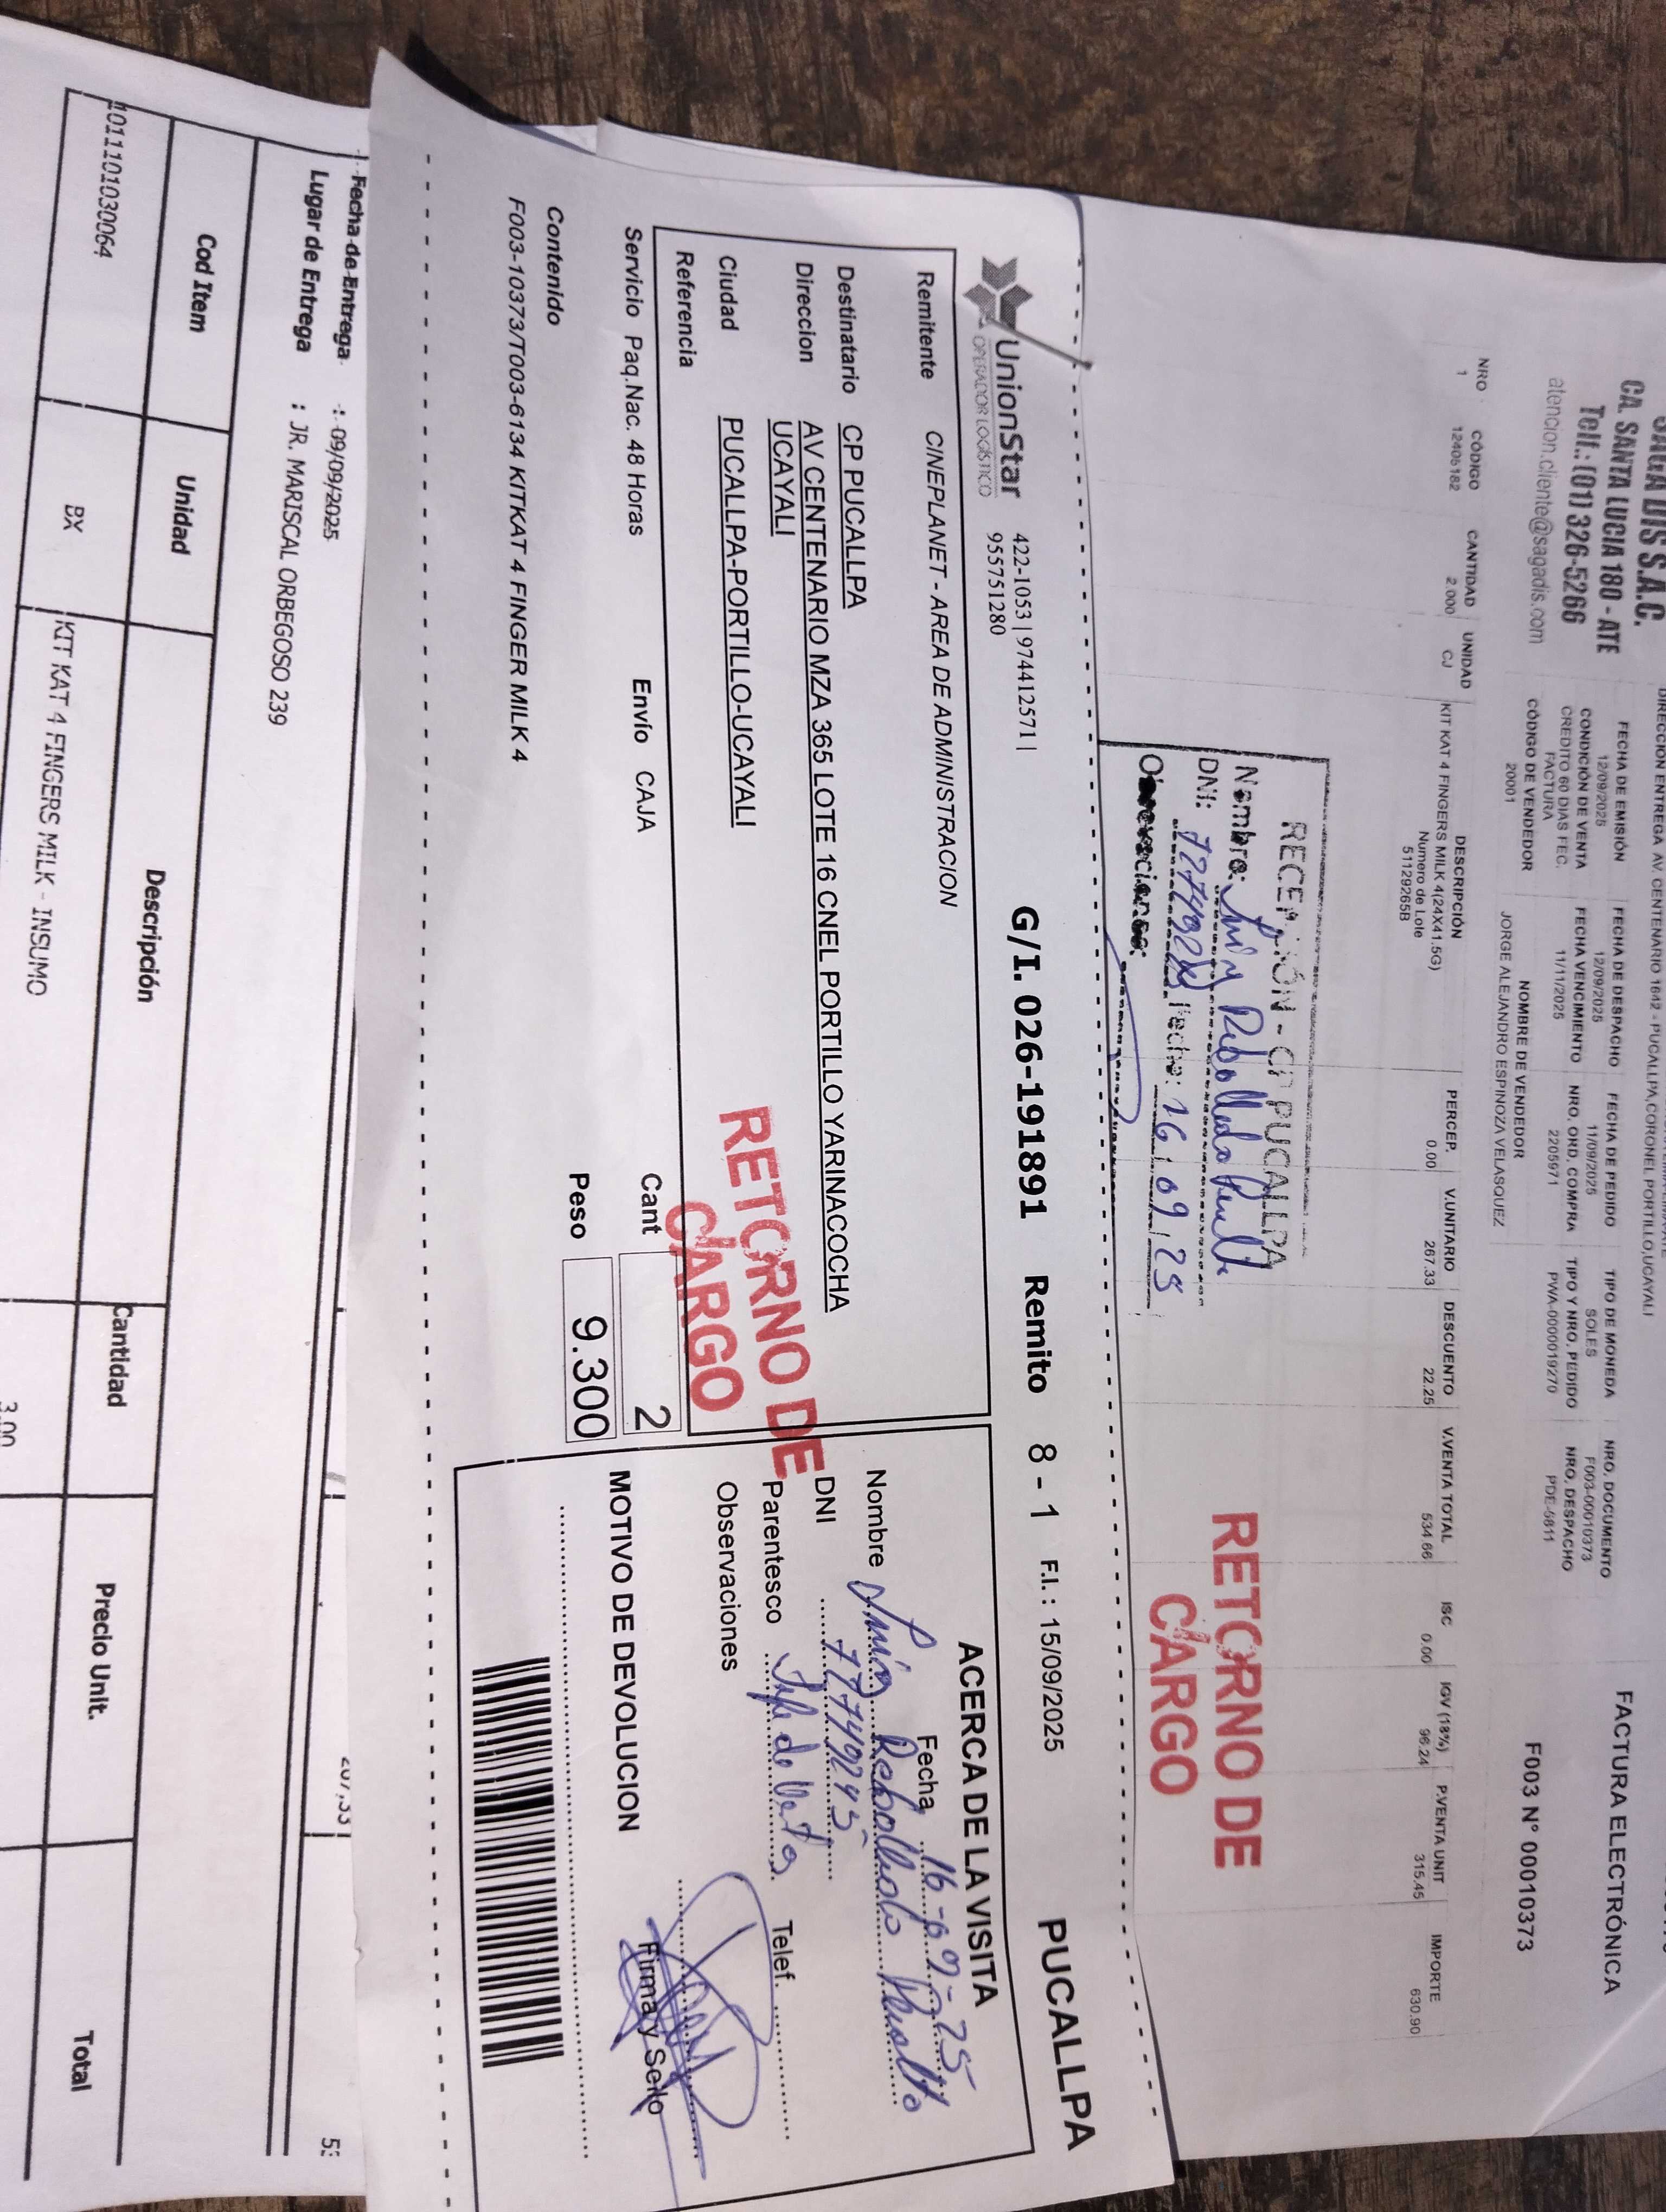 SAGA DIS S.A.C.
CA. SANTA LUCIA 180 - ATE
Telf.: (01) 326-5266
atencion.cliente@sagadis.com
DIRECCIÓN ENTREGA AV. CENTENARIO 1642 - PUCALLPA,CORONEL PORTILLO,UCAYALI
FACTURA ELECTRÓNICA
F003 N° 00010373
FECHA DE EMISIÓN FECHA DE DESPACHO FECHA DE PEDIDO TIPO DE MONEDA NRO. DOCUMENTO
12/09/2025 12/09/2025 11/09/2025 SOLES F003-00010373
CONDICIÓN DE VENTA FECHA VENCIMIENTO NRO. ORD. COMPRA TIPO Y NRO. PEDIDO NRO. DESPACHO
CREDITO 60 DIAS FEC. FACTURA 11/11/2025 2205971 PVVA-0000019270 PDE-5811
CÓDIGO DE VENDEDOR NOMBRE DE VENDEDOR
20001 JORGE ALEJANDRO ESPINOZA VELASQUEZ
NRO CÓDIGO CANTIDAD UNIDAD DESCRIPCIÓN PERCEP. V.UNITARIO DESCUENTO V.VENTA TOTAL ISC IGV (18%) P.VENTA UNIT IMPORTE
1 12406182 2.000 CJ KIT KAT 4 FINGERS MILK 4(24X41.5G) 0.00 267.33 22.25 534.66 0.00 96.24 315.45 630.90
Numero de Lote
51129265B
RECEPCIÓN - CP PUCALLPA
Nombre:
DNI: Fecha: 16/09/25
Observaciones:
RETORNO DE
CARGO
UnionStar
OPERADOR LOGÍSTICO
422-1053 | 974412571 |
955751280
G/I. 026-191891 Remito 8 - 1 F.I.: 15/09/2025 PUCALLPA
Remitente CINEPLANET - AREA DE ADMINISTRACION
Destinatario CP PUCALLPA
Direccion AV CENTENARIO MZA 365 LOTE 16 CNEL PORTILLO YARINACOCHA
UCAYALI
Ciudad PUCALLPA-PORTILLO-UCAYALI
Referencia
RETORNO DE
CARGO
Servicio Paq.Nac. 48 Horas Envío CAJA Cant 2
Peso 9.300
Contenido
F003-10373/T003-6134 KITKAT 4 FINGER MILK 4
ACERCA DE LA VISITA
Fecha 16-09-25
Nombre
DNI 77749245
Parentesco Telef.
Observaciones
Firma y Sello
MOTIVO DE DEVOLUCION
Fecha de Entrega : 09/09/2025
Lugar de Entrega : JR. MARISCAL ORBEGOSO 239
Cod Item Unidad Descripción Cantidad Precio Unit. Total
1011101030064 BX KIT KAT 4 FINGERS MILK - INSUMO 3.00